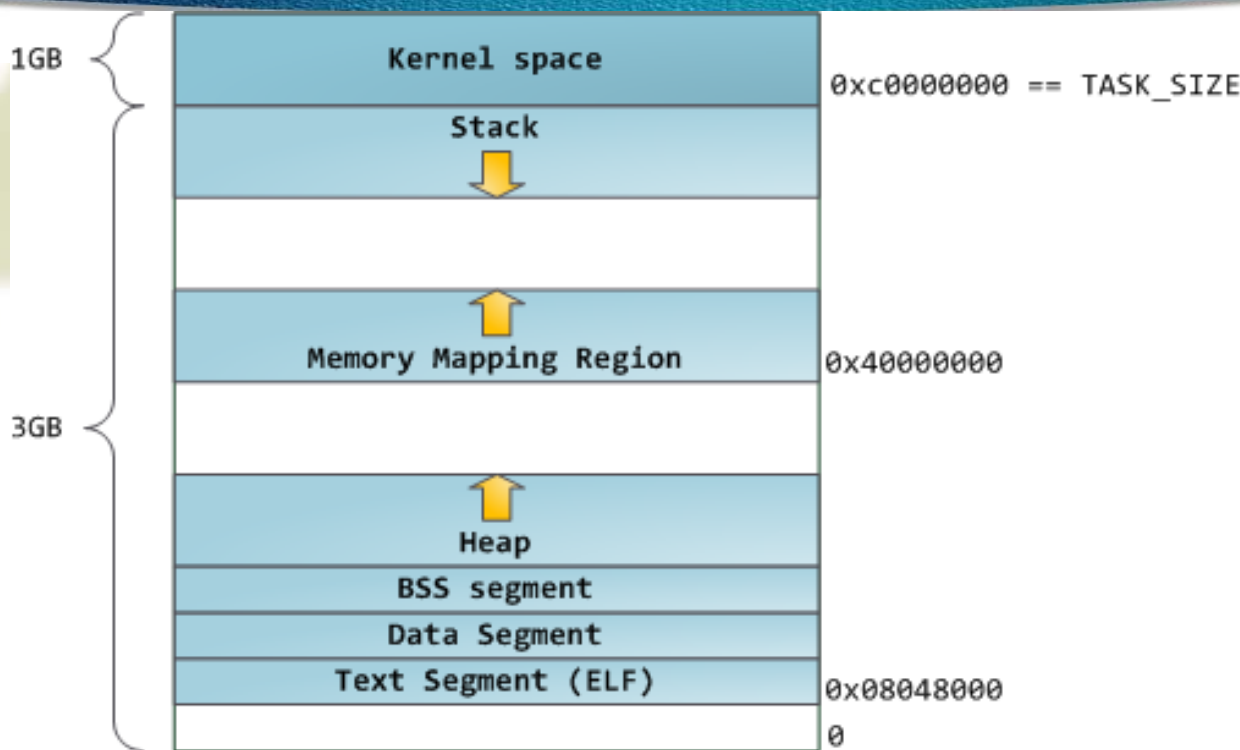 1GB
Kernel space
0xc0000000 == TASK_SIZE
Stack
Memory Mapping Region
0x40000000
3GB
Heap
BSS segment
Data Segment
Text Segment (ELF)
0x08048000
0